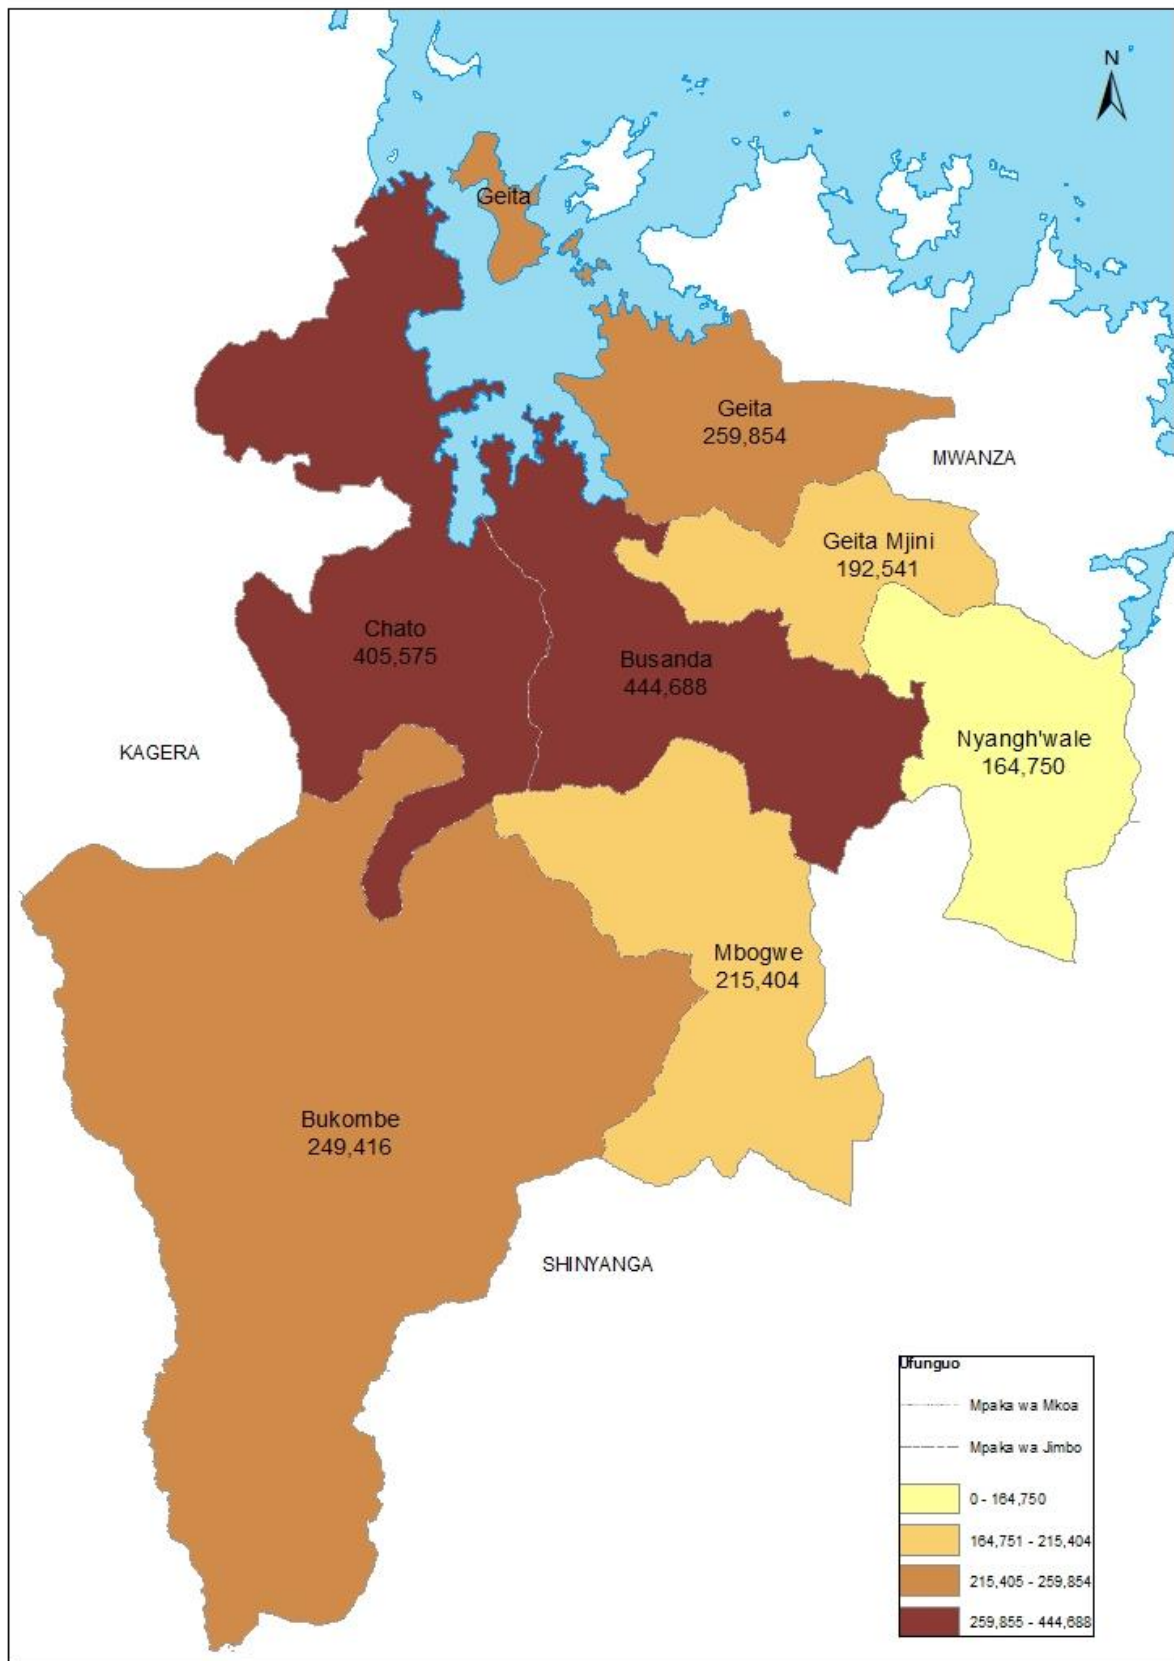 N
Geita
Geita
259,854
MWANZA
Geita Mjini
192,541
Chato
405,575
Busanda
444,688
Nyangh'wale
164,750
KAGERA
Mbogwe
215,404
Bukombe
249,416
SHINYANGA
Ufunguo
Mpaka wa Mkoa
Mpaka wa Jimbo
0 - 164,750
164,751 - 215,404
215,405 - 259,854
259,855 - 444,688